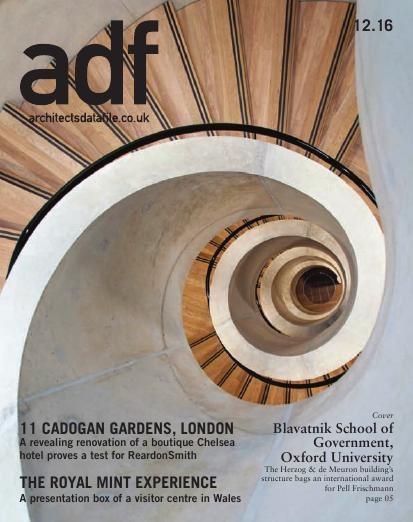 12.16
adf
architectsdatafile.co.uk
11 CADOGAN GARDENS, LONDON
A revealing renovation of a boutique Chelsea
hotel proves a test for ReardonSmith
THE ROYAL MINT EXPERIENCE
A presentation box of a visitor centre in Wales
Cover
Blavatnik School of
Government,
Oxford University
The Herzog & de Meuron building's
structure bags an international award
for Pell Frischmann
page 05